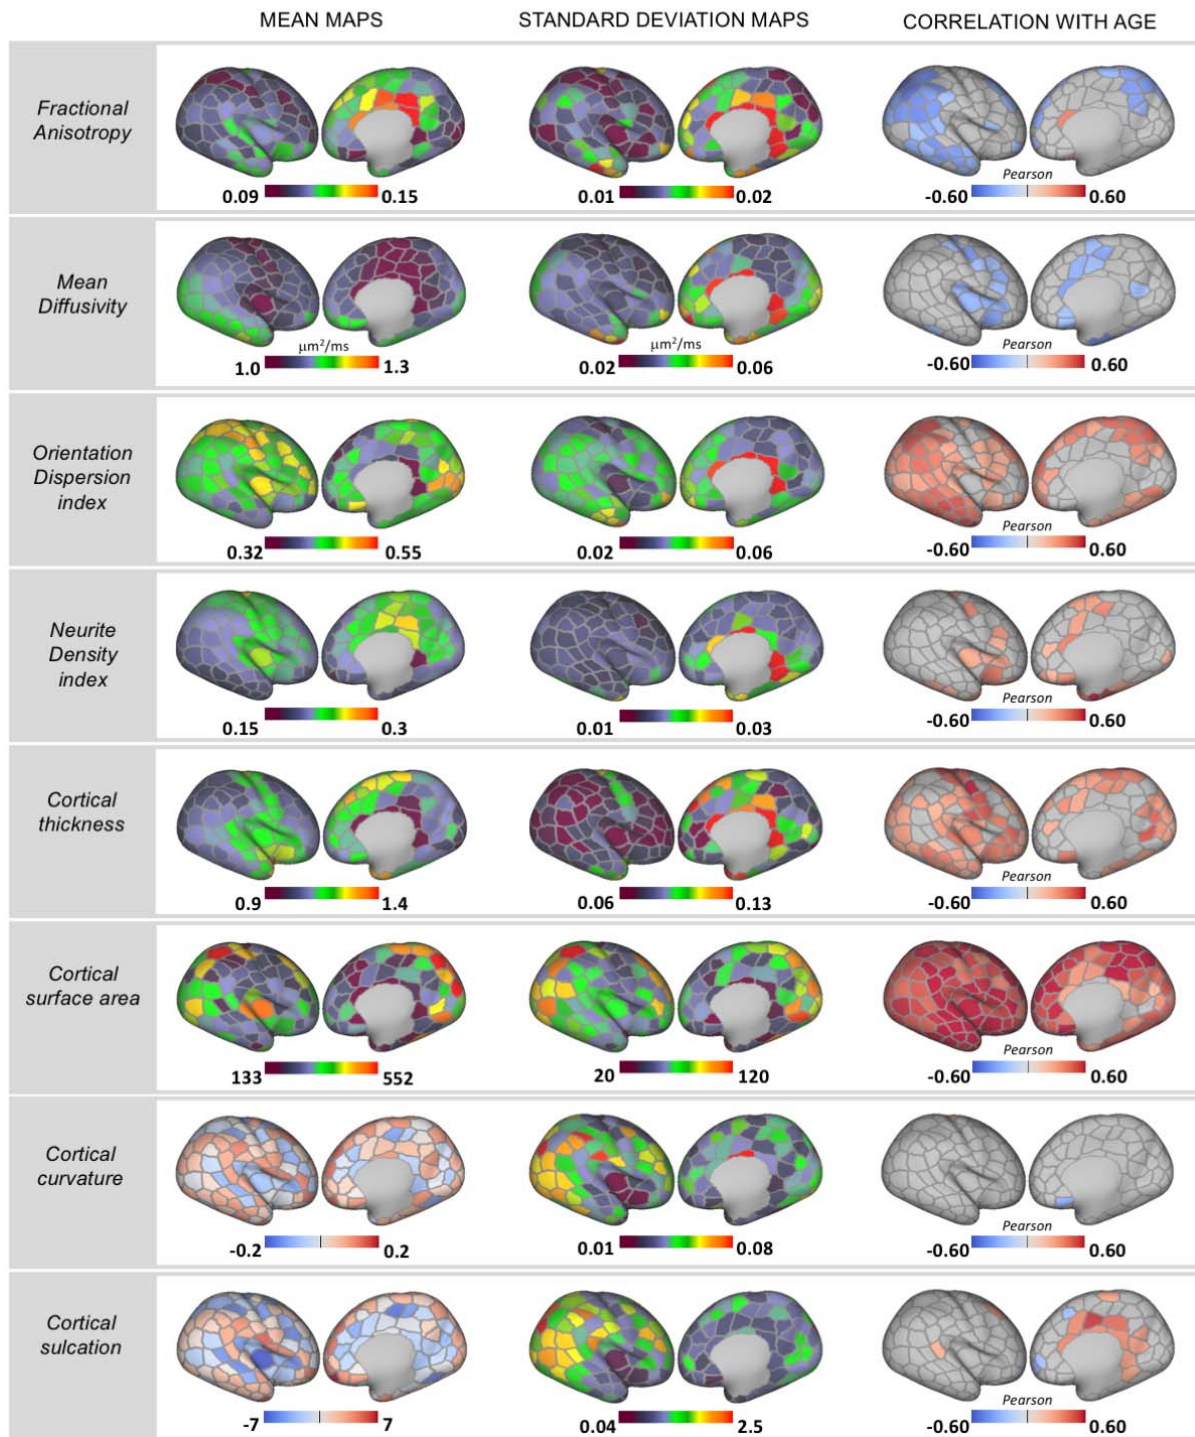 MEAN MAPS STANDARD DEVIATION MAPS CORRELATION WITH AGE
Fractional
Anisotropy
0.09 0.15 0.01 0.02 Pearson
-0.60 0.60
Mean
Diffusivity
μm²/ms μm²/ms Pearson
1.0 1.3 0.02 0.06 -0.60 0.60
Orientation
Dispersion
index
Pearson
0.32 0.55 0.02 0.06 -0.60 0.60
Neurite
Density
index
Pearson
0.15 0.3 0.01 0.03 -0.60 0.60
Cortical
thickness
Pearson
0.9 1.4 0.06 0.13 -0.60 0.60
Cortical
surface area
Pearson
133 552 20 120 -0.60 0.60
Cortical
curvature
Pearson
-0.2 0.2 0.01 0.08 -0.60 0.60
Cortical
sulcation
Pearson
-7 7 0.04 2.5 -0.60 0.60